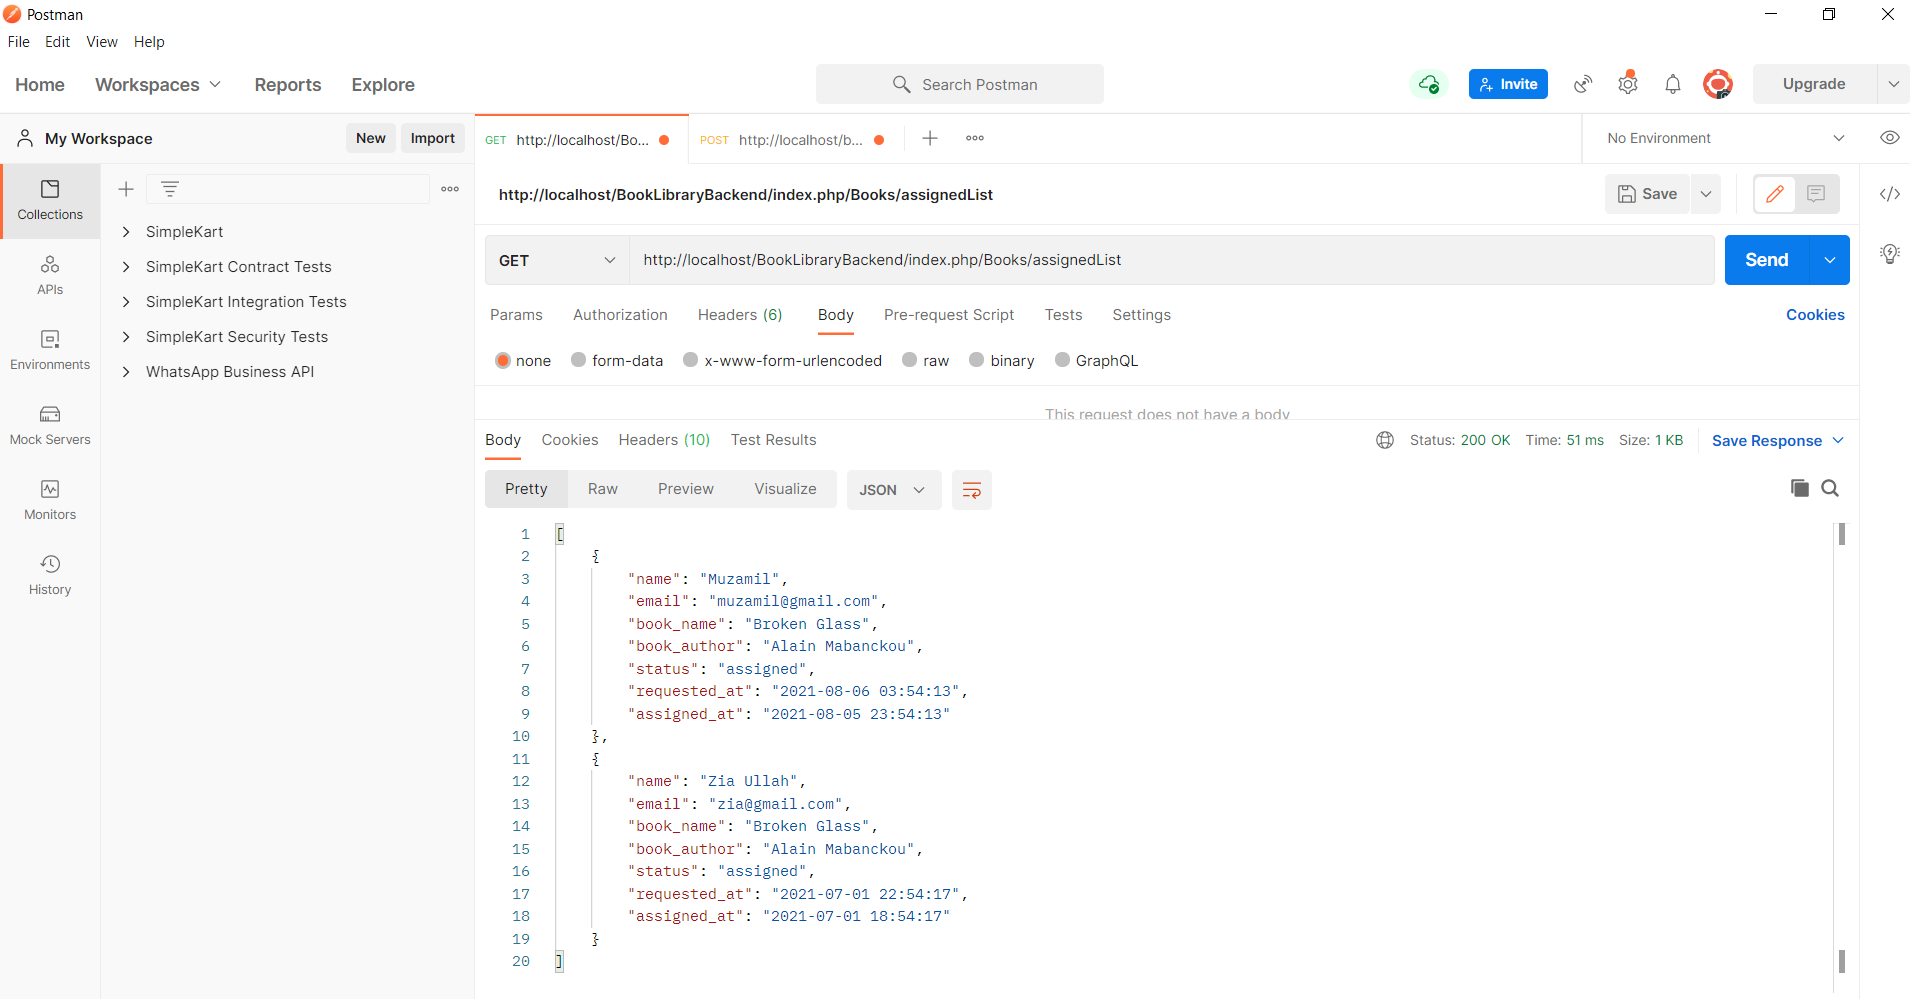 Postman
File Edit View Help
Home Workspaces Reports Explore Search Postman Invite Upgrade
My Workspace New Import GET http://localhost/Bo... POST http://localhost/b... No Environment
http://localhost/BookLibraryBackend/index.php/Books/assignedList Save
Collections
APIs
Environments
Mock Servers
Monitors
History
SimpleKart
SimpleKart Contract Tests
SimpleKart Integration Tests
SimpleKart Security Tests
WhatsApp Business API
GET http://localhost/BookLibraryBackend/index.php/Books/assignedList Send
Params Authorization Headers (6) Body Pre-request Script Tests Settings Cookies
none form-data x-www-form-urlencoded raw binary GraphQL
This request does not have a body
Body Cookies Headers (10) Test Results Status: 200 OK Time: 51 ms Size: 1 KB Save Response
Pretty Raw Preview Visualize JSON
1 [
2 {
3 "name": "Muzamil",
4 "email": "muzamil@gmail.com",
5 "book_name": "Broken Glass",
6 "book_author": "Alain Mabanckou",
7 "status": "assigned",
8 "requested_at": "2021-08-06 03:54:13",
9 "assigned_at": "2021-08-05 23:54:13"
10 },
11 {
12 "name": "Zia Ullah",
13 "email": "zia@gmail.com",
14 "book_name": "Broken Glass",
15 "book_author": "Alain Mabanckou",
16 "status": "assigned",
17 "requested_at": "2021-07-01 22:54:17",
18 "assigned_at": "2021-07-01 18:54:17"
19 }
20 ]